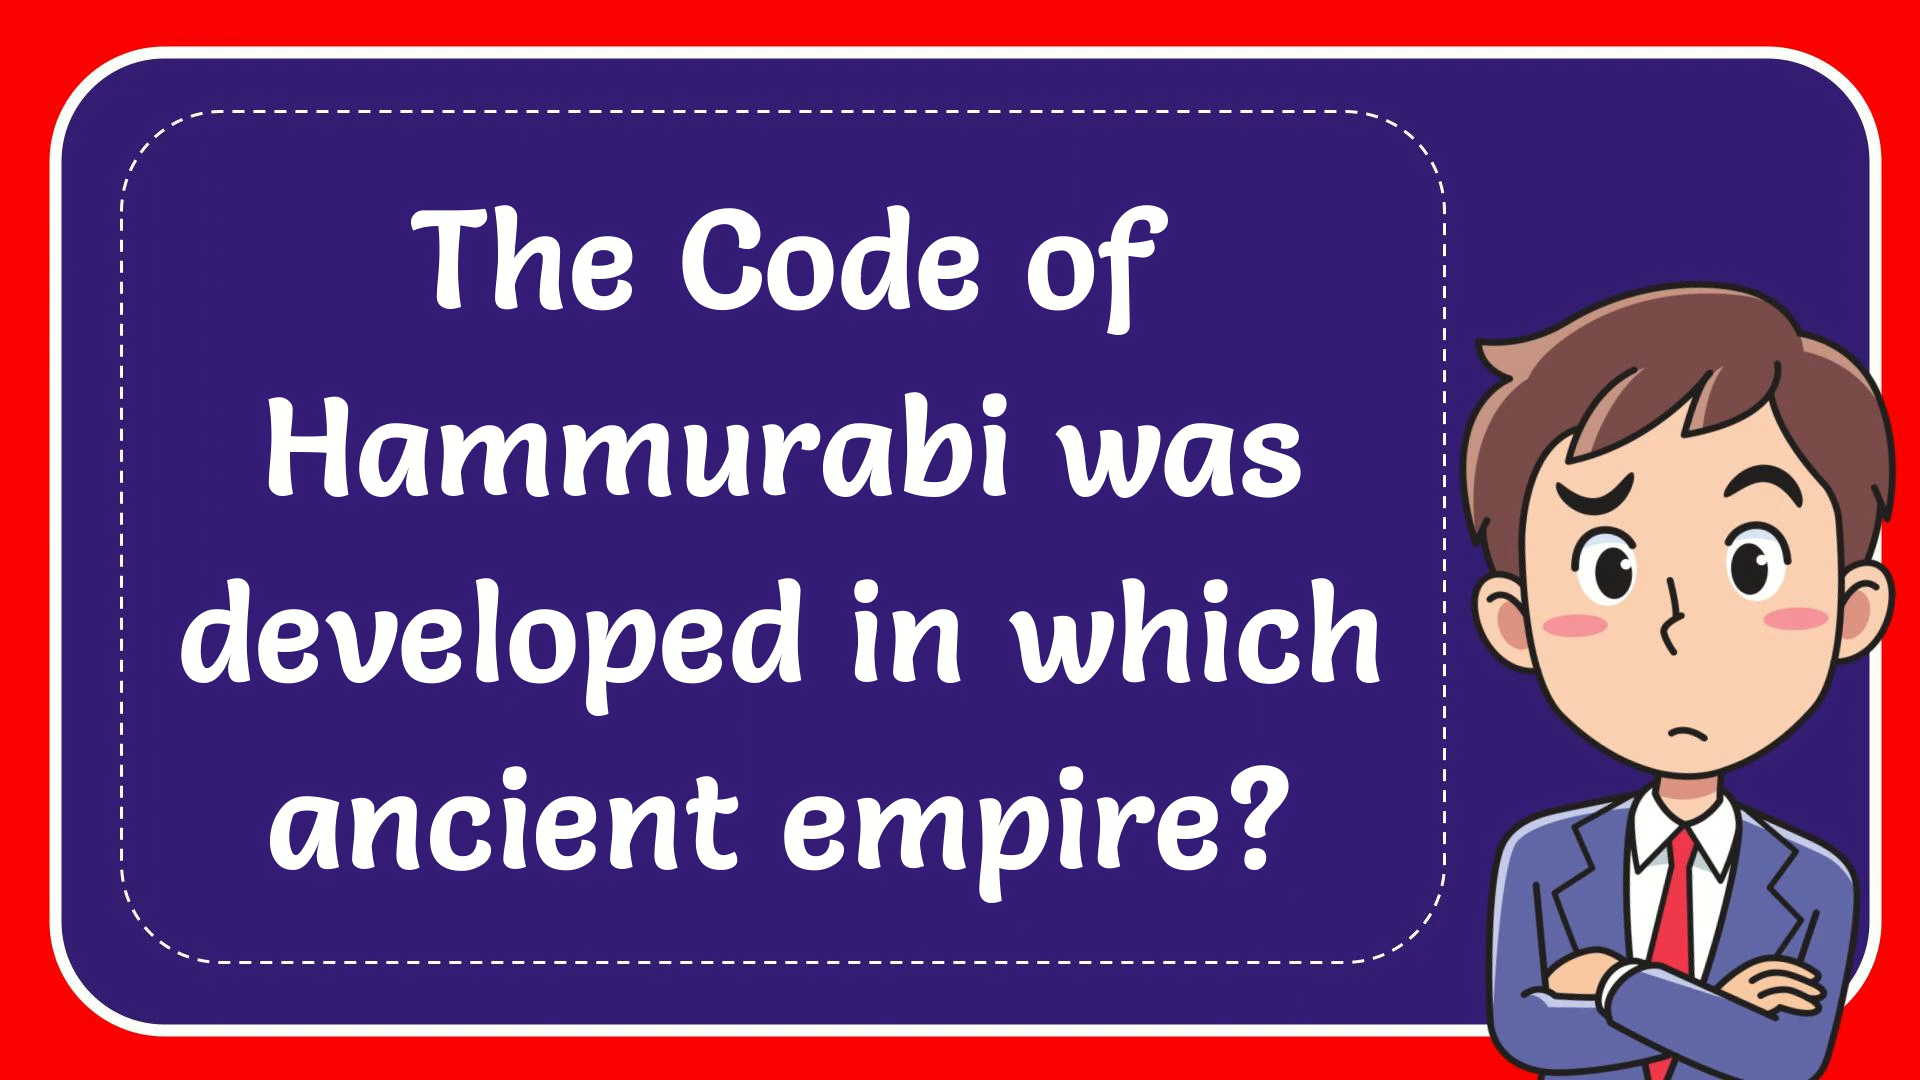 The Code of
Hammurabi was
developed in which
ancient empire?